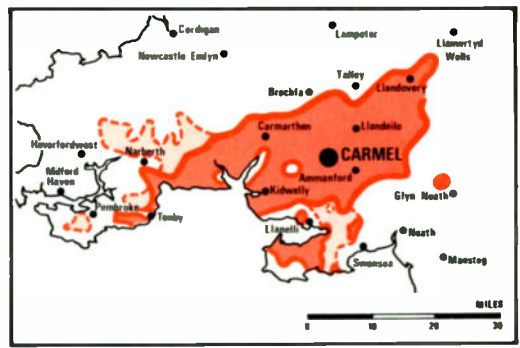 Cardigan
Lampeter
Llanwrtyd
Wells
Newcastle Emlyn
Talley
Llandovery
Brechfa
Carmarthen
Llandeilo
Haverfordwest
Narberth
CARMEL
Milford
Haven
Ammanford
Kidwelly
Glyn Neath
Pembroke
Tenby
Llanelli
Neath
Swansea
Maesteg
MILES
0 10 20 30